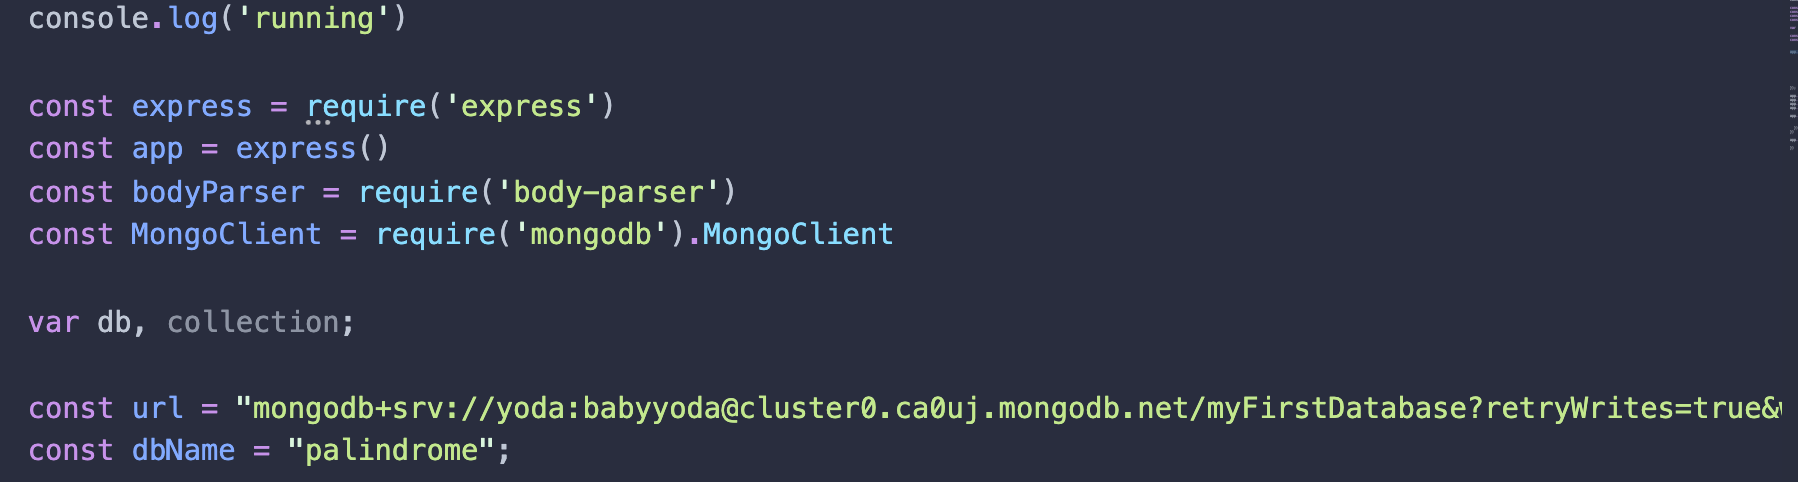 console.log('running')
const express = require('express')
const app = express()
const bodyParser = require('body-parser')
const MongoClient = require('mongodb').MongoClient
var db, collection;
const url = "mongodb+srv://yoda:babyyoda@cluster0.ca0uj.mongodb.net/myFirstDatabase?retryWrites=true&
const dbName = "palindrome";